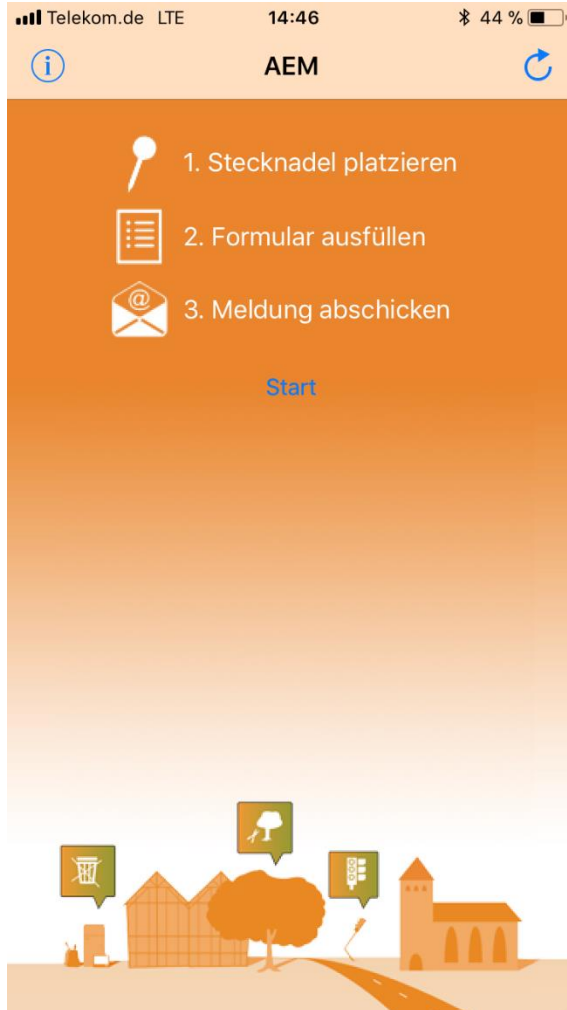 Telekom.de LTE 14:46 44 %
i AEM
1. Stecknadel platzieren
2. Formular ausfüllen
@
3. Meldung abschicken
Start